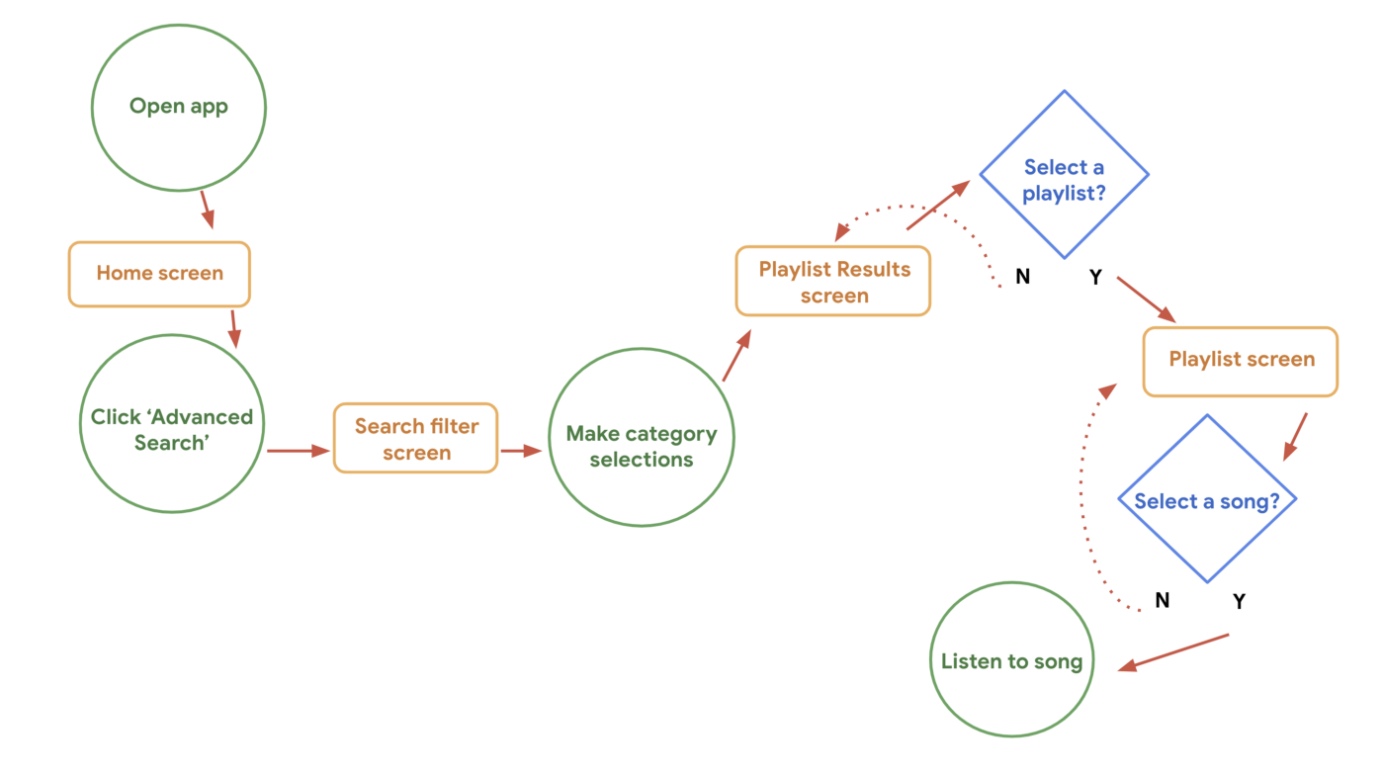 Open app
Home screen
Click ‘Advanced
Search’
Search filter
screen
Make category
selections
Playlist Results
screen
Select a
playlist?
N
Y
Playlist screen
Select a song?
N
Y
Listen to song